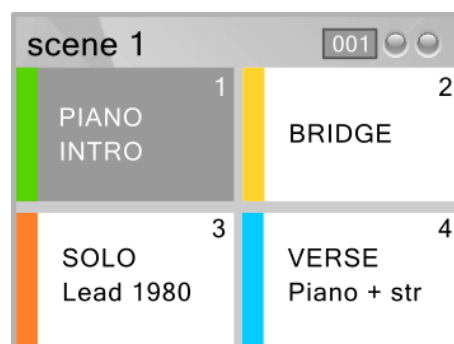 scene 1
001
1
PIANO
INTRO
2
BRIDGE
3
SOLO
Lead 1980
4
VERSE
Piano + str